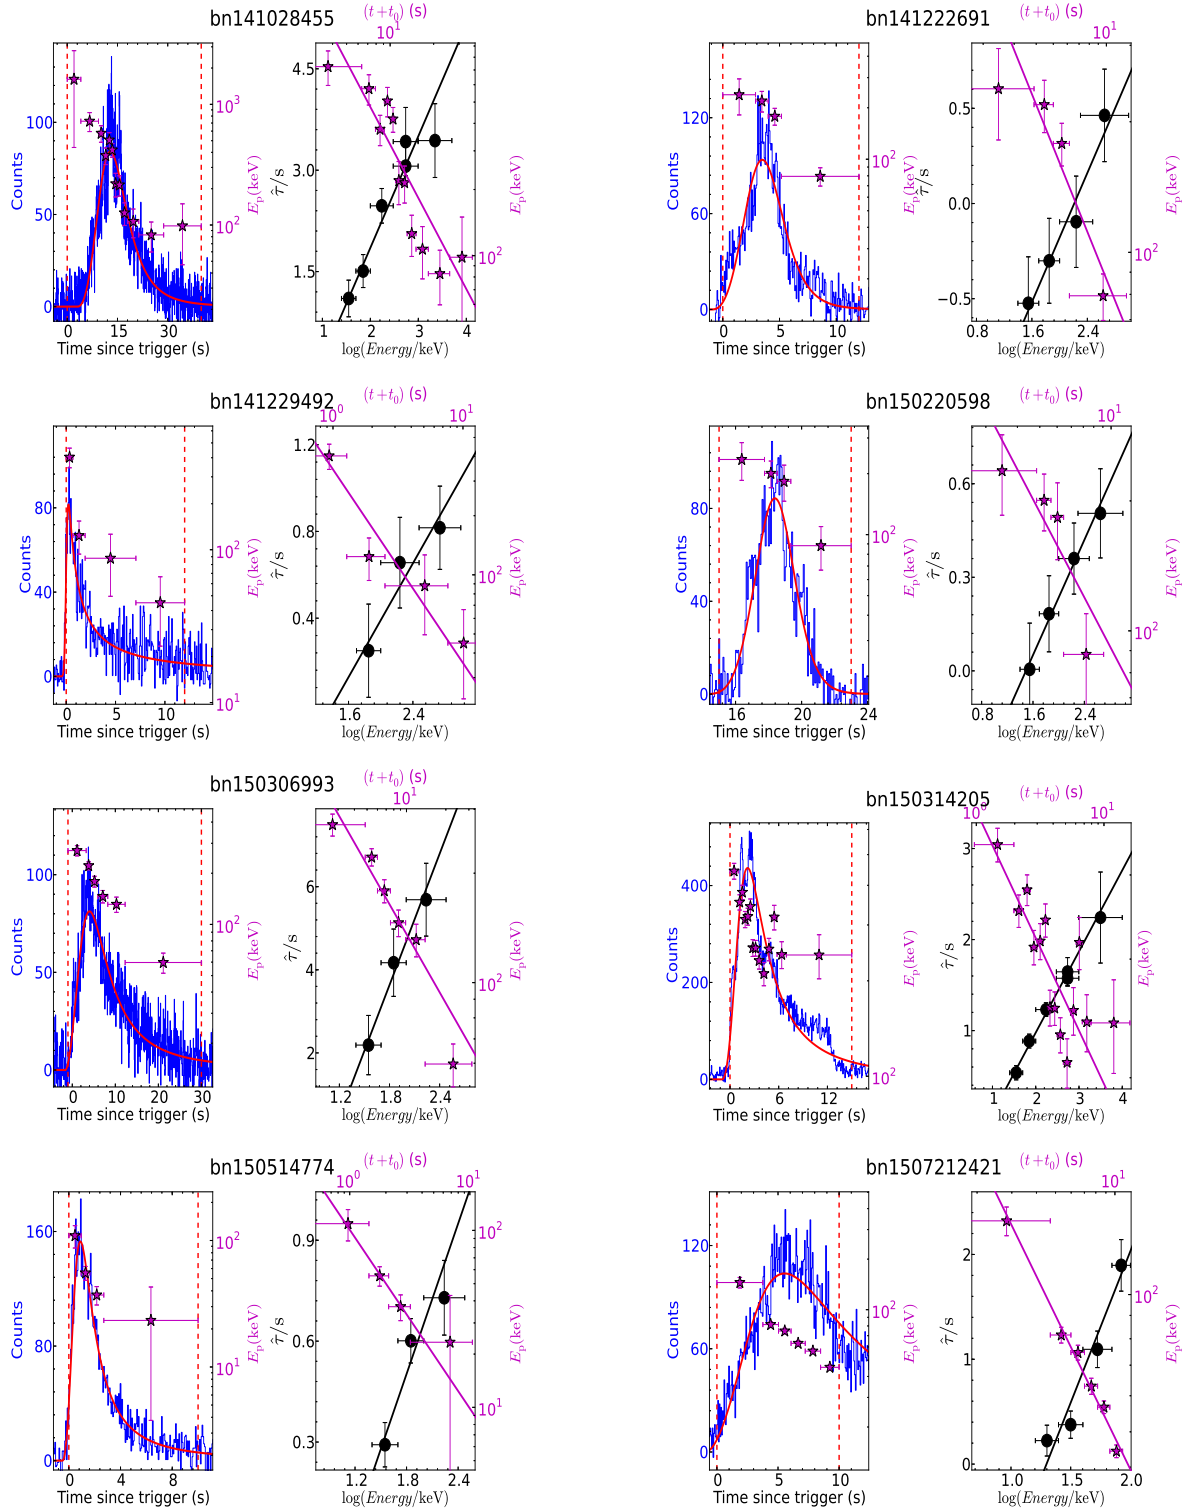 bn141028455
(t+t₀) (s)
10¹
Counts
100
50
0
0 15 30
Time since trigger (s)
10³
10²
Eₚ(keV)
τ̂/s
4.5
3.0
1.5
1 2 3 4
log(Energy/keV)
10²
Eₚ(keV)
bn141222691
(t+t₀) (s)
10¹
Counts
120
60
0
0 5 10
Time since trigger (s)
10²
Eₚ(keV)
τ̂/s
0.5
0.0
−0.5
0.8 1.6 2.4
log(Energy/keV)
10²
Eₚ(keV)
bn141229492
(t+t₀) (s)
10⁰ 10¹
Counts
80
40
0
0 5 10
Time since trigger (s)
10²
10¹
Eₚ(keV)
τ̂/s
1.2
0.8
0.4
1.6 2.4
log(Energy/keV)
10²
Eₚ(keV)
bn150220598
(t+t₀) (s)
10¹
Counts
80
40
0
16 20 24
Time since trigger (s)
10²
Eₚ(keV)
τ̂/s
0.6
0.3
0.0
0.8 1.6 2.4
log(Energy/keV)
10²
Eₚ(keV)
bn150306993
(t+t₀) (s)
10¹
Counts
100
50
0
0 10 20 30
Time since trigger (s)
10²
Eₚ(keV)
τ̂/s
6
4
2
1.2 1.8 2.4
log(Energy/keV)
10²
Eₚ(keV)
bn150314205
(t+t₀) (s)
10⁰ 10¹
Counts
400
200
0
0 6 12
Time since trigger (s)
10²
Eₚ(keV)
τ̂/s
3
2
1
1 2 3 4
log(Energy/keV)
Eₚ(keV)
bn150514774
(t+t₀) (s)
10⁰ 10¹
Counts
160
80
0
0 4 8
Time since trigger (s)
10²
10¹
Eₚ(keV)
τ̂/s
0.9
0.6
0.3
1.2 1.8 2.4
log(Energy/keV)
10²
10¹
Eₚ(keV)
bn1507212421
(t+t₀) (s)
10¹
Counts
120
60
0
0 5 10
Time since trigger (s)
10²
Eₚ(keV)
τ̂/s
2
1
0
1.0 1.5 2.0
log(Energy/keV)
10²
Eₚ(keV)